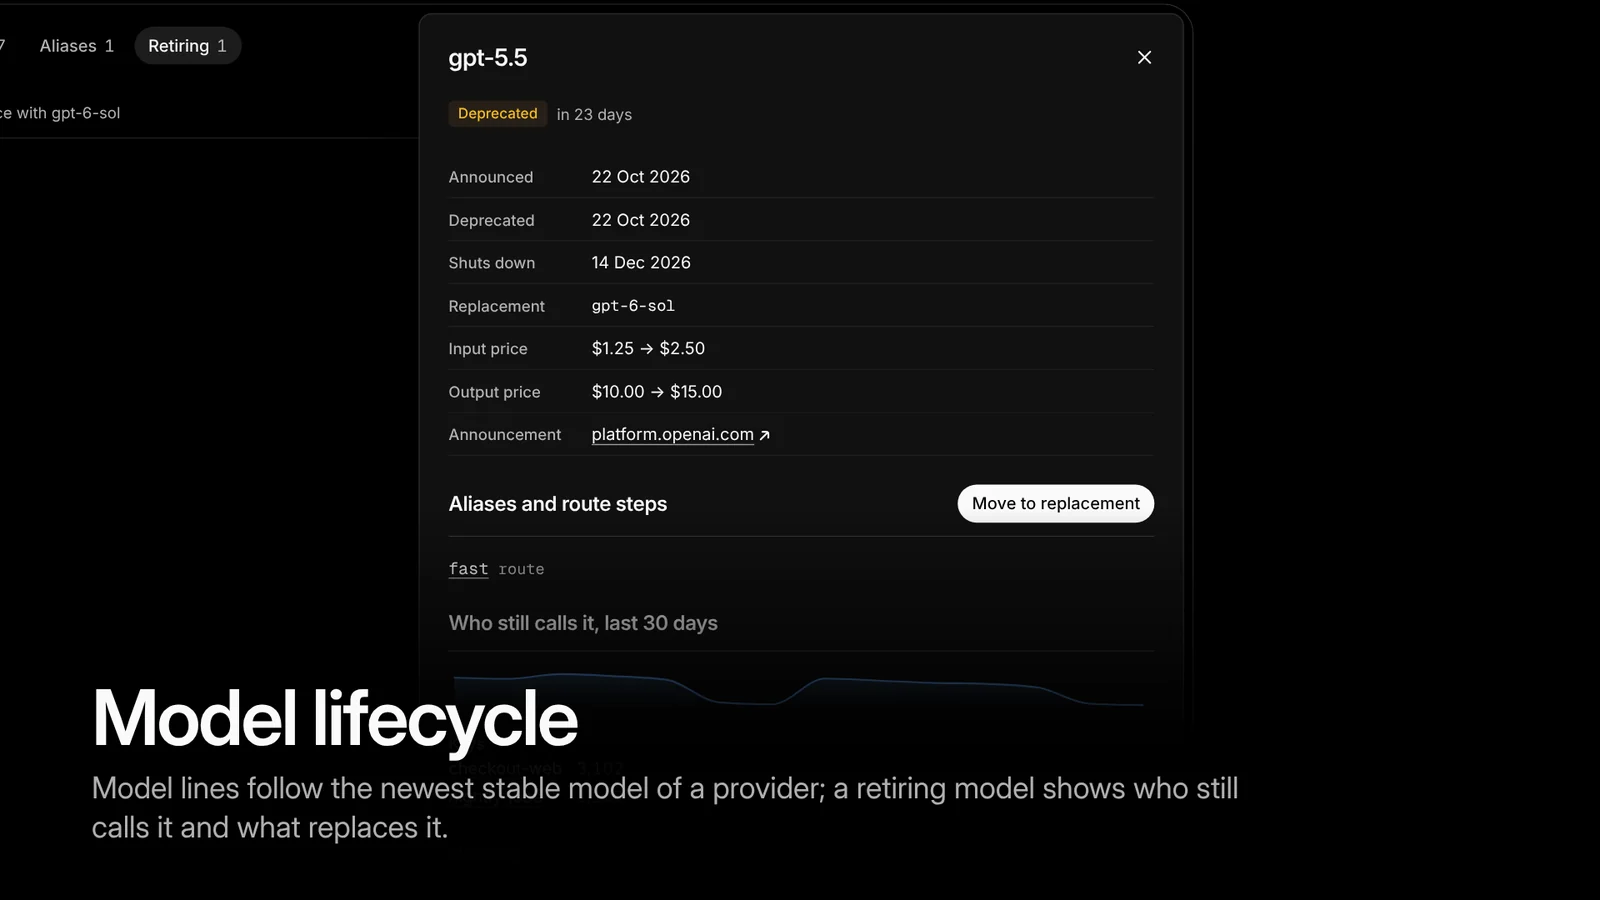 7 Aliases 1 Retiring 1
ce with gpt-6-sol
gpt-5.5
Deprecated in 23 days
Announced 22 Oct 2026
Deprecated 22 Oct 2026
Shuts down 14 Dec 2026
Replacement gpt-6-sol
Input price $1.25 → $2.50
Output price $10.00 → $15.00
Announcement platform.openai.com ↗
Aliases and route steps Move to replacement
fast route
Who still calls it, last 30 days
Model lifecycle
checkout-web
Model lines follow the newest stable model of a provider; a retiring model shows who still
calls it and what replaces it.